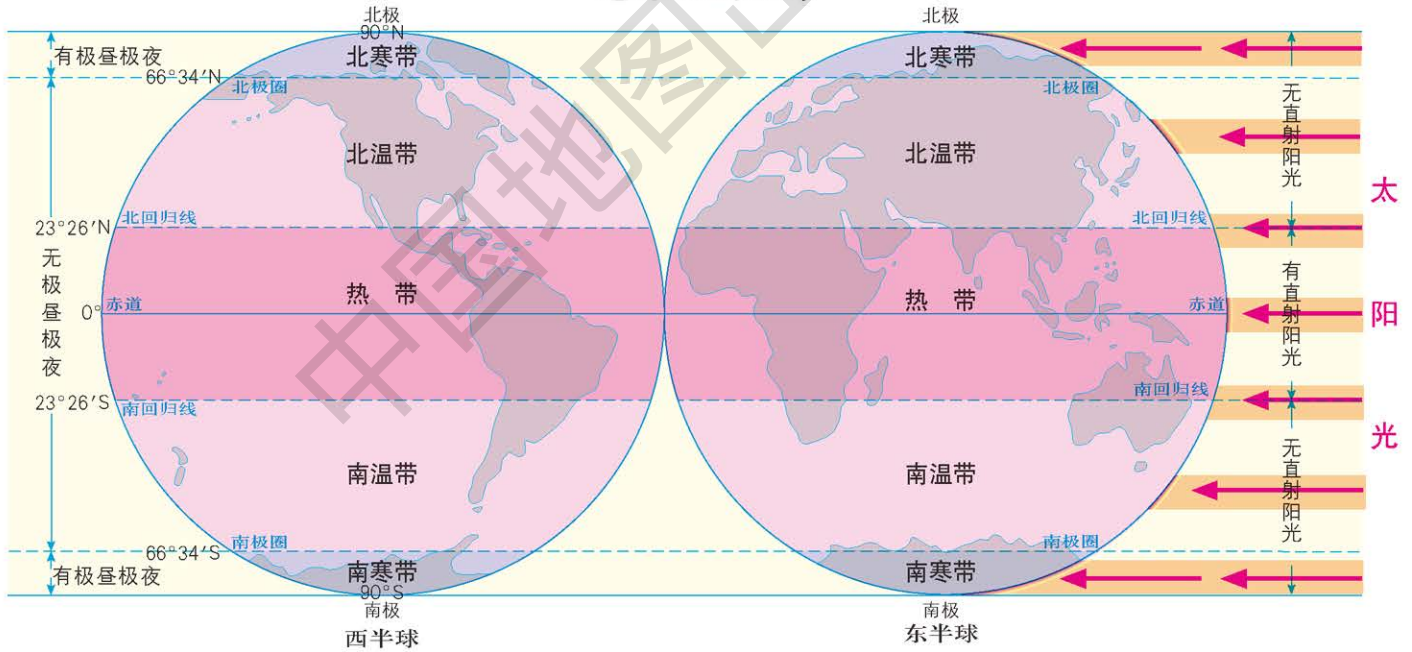 北极
北极
90°N
有极昼极夜
北寒带
北寒带
66°34′N
北极圈
北极圈
无直射阳光
北温带
北温带
太阳光
23°26′N
北回归线
北回归线
无极昼极夜
有直射阳光
热 带
热 带
0°
赤道
赤道
23°26′S
南回归线
南回归线
无直射阳光
南温带
南温带
66°34′S
南极圈
南极圈
有极昼极夜
南寒带
南寒带
90°S
南极
南极
西半球
东半球
中国地图